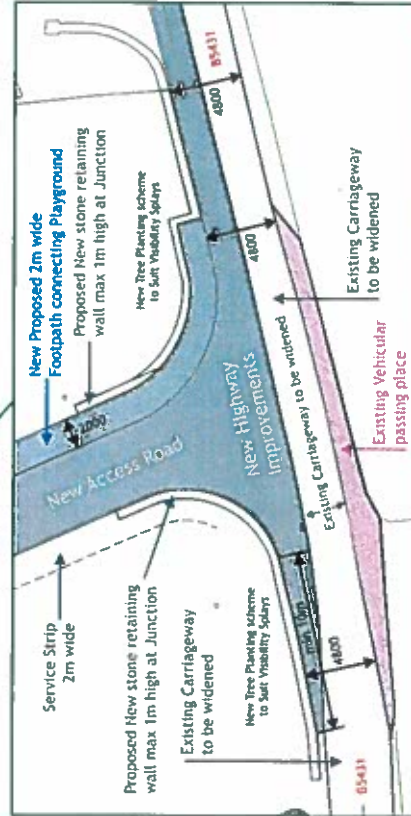 Service Strip
2m wide
New Proposed 2m wide
Footpath connecting Playground
Proposed New stone retaining
wall max 1m high at Junction
New Tree Planting scheme
to Suit Visibility Splays
B5431
4800
2000
New Access Road
4800
New Highway
Improvements
Proposed New stone retaining
wall max 1m high at Junction
Existing Carriageway
to be widened
Existing Carriageway to be widened
Existing Carriageway
to be widened
New Tree Planting scheme
to Suit Visibility Splays
min 10m
4800
Existing Vehicular
passing place
B5431